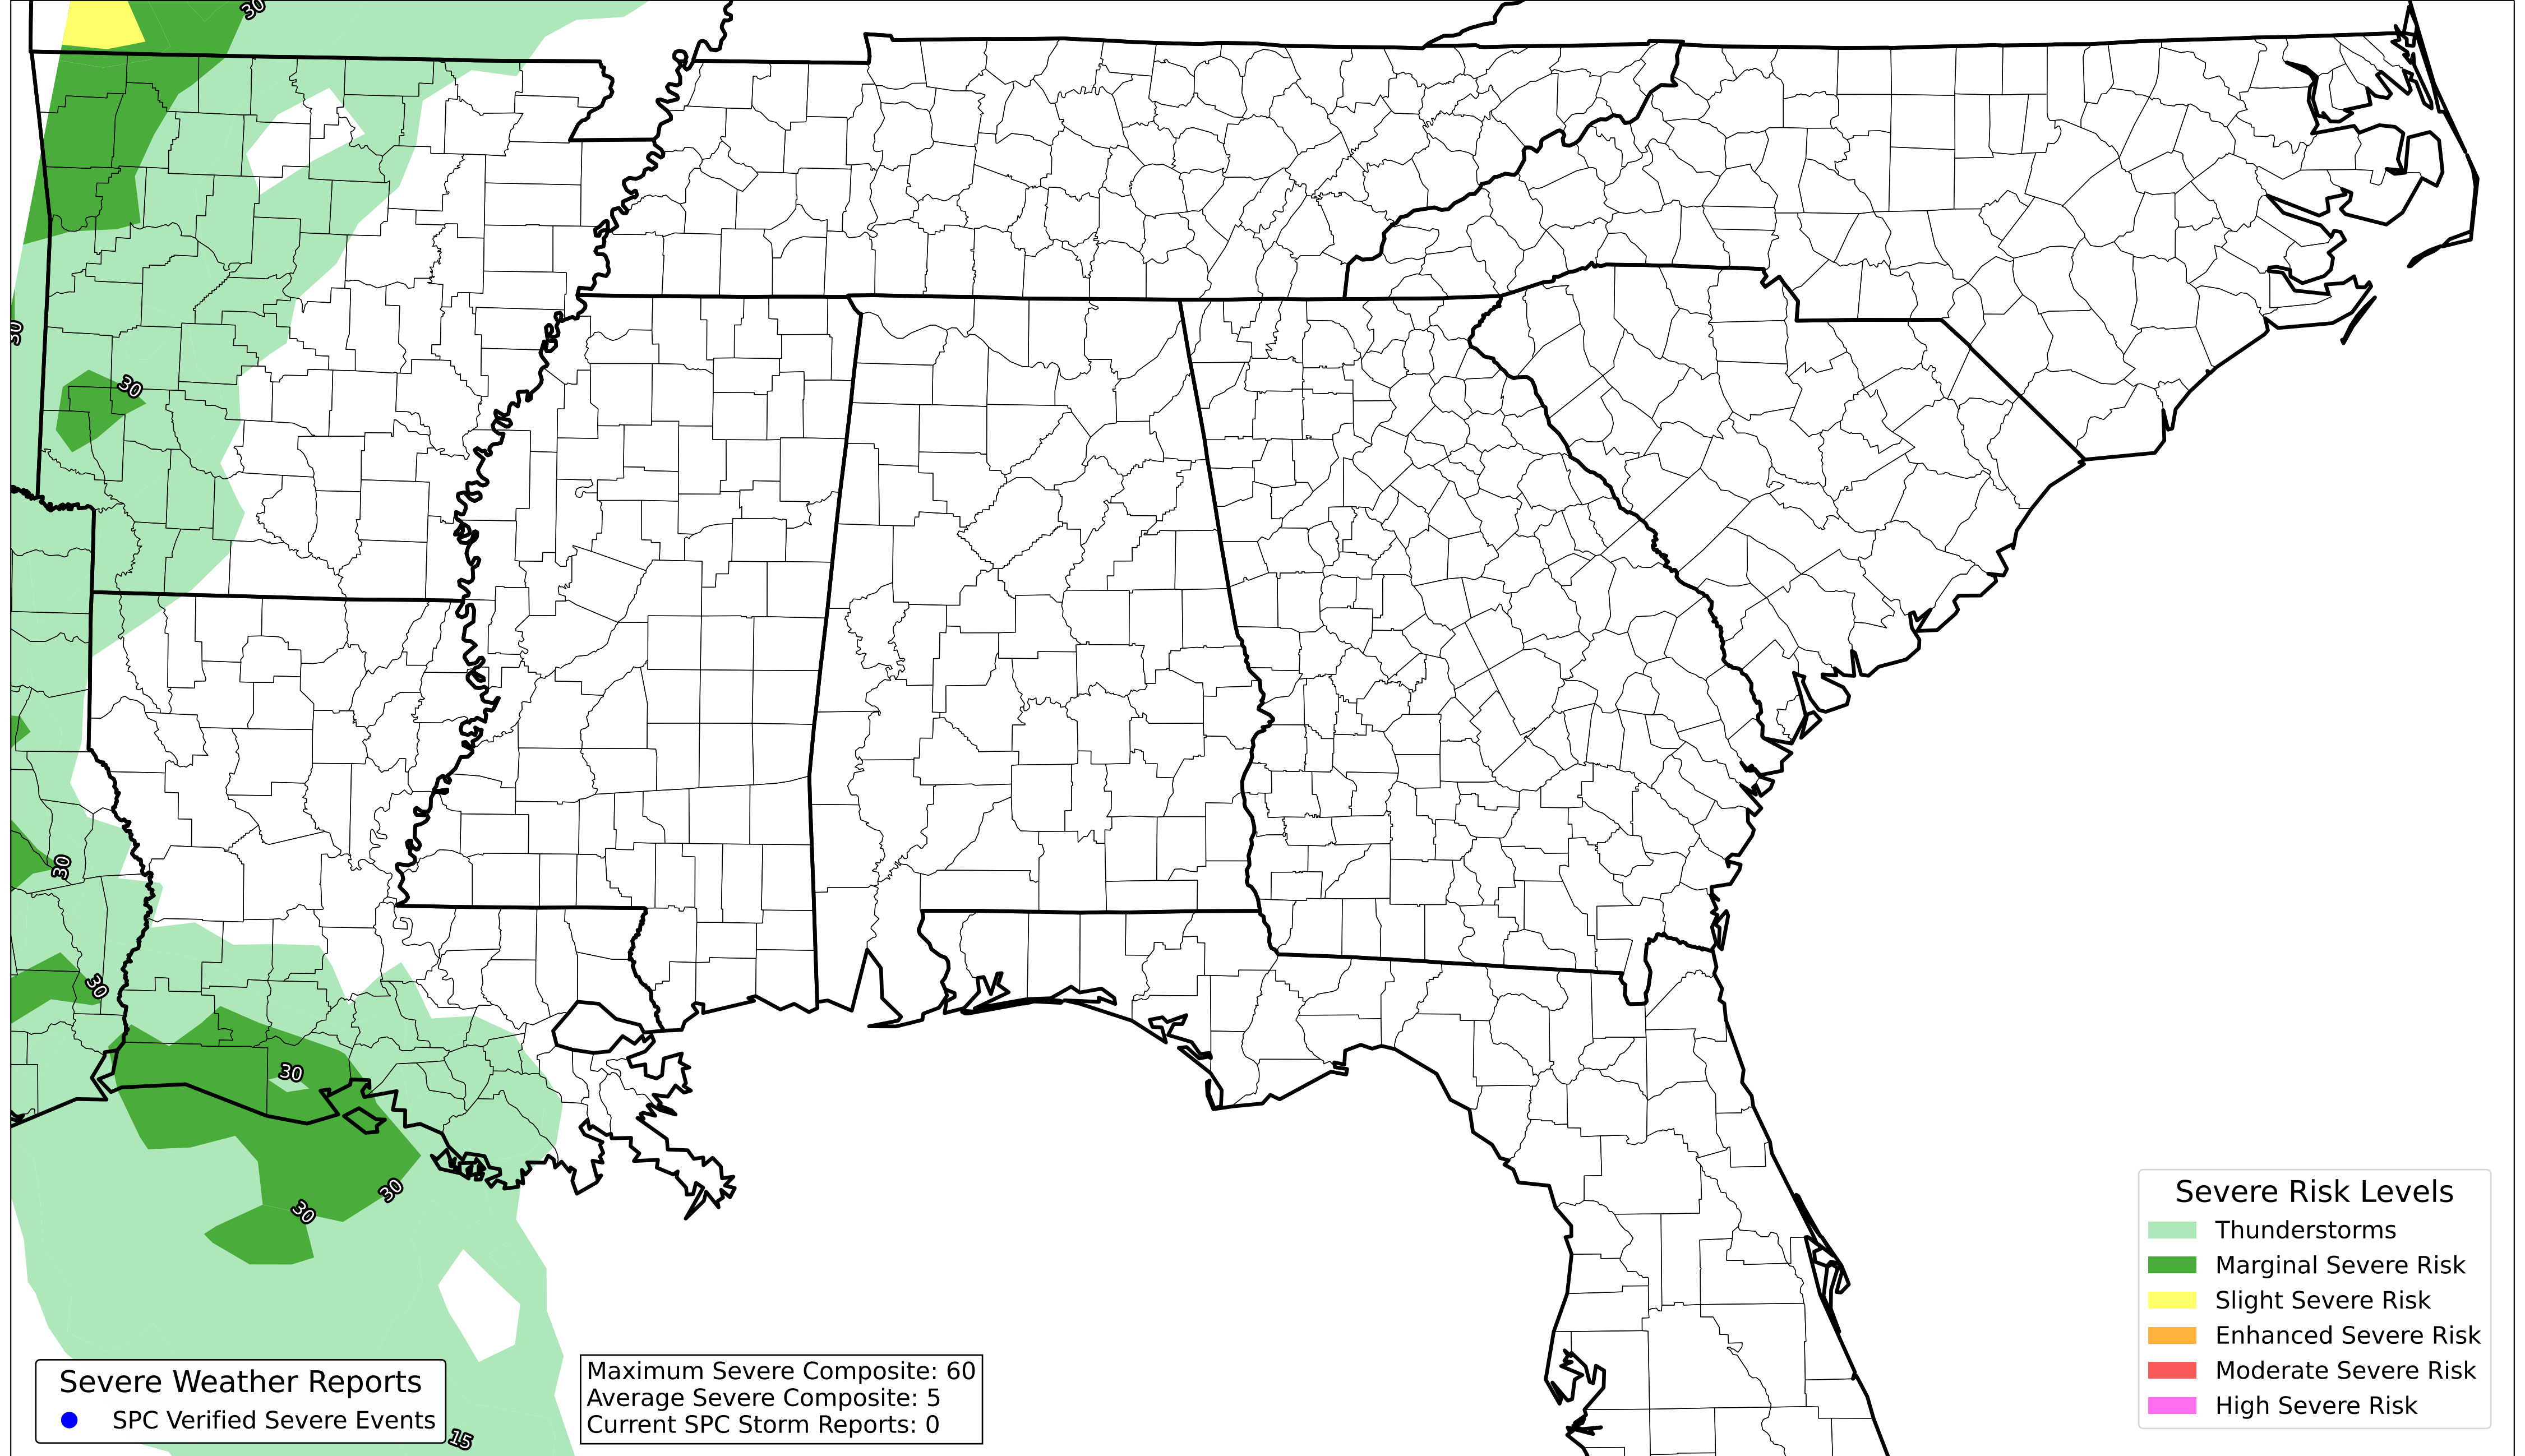 30
30
30
30
30
30
30
30
15
Severe Weather Reports
SPC Verified Severe Events
Maximum Severe Composite: 60
Average Severe Composite: 5
Current SPC Storm Reports: 0
Severe Risk Levels
Thunderstorms
Marginal Severe Risk
Slight Severe Risk
Enhanced Severe Risk
Moderate Severe Risk
High Severe Risk